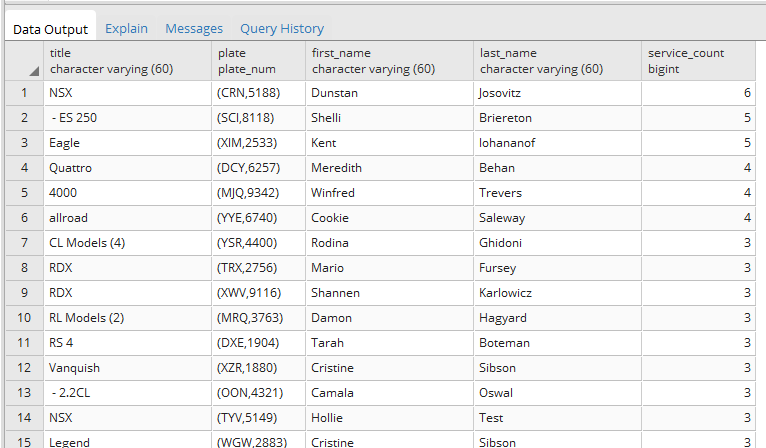 Data Output Explain Messages Query History
title plate first_name last_name service_count
character varying (60) plate_num character varying (60) character varying (60) bigint
1 NSX (CRN,5188) Dunstan Josovitz 6
2 - ES 250 (SCI,8118) Shelli Briereton 5
3 Eagle (XIM,2533) Kent Iohananof 5
4 Quattro (DCY,6257) Meredith Behan 4
5 4000 (MJQ,9342) Winfred Trevers 4
6 allroad (YYE,6740) Cookie Saleway 4
7 CL Models (4) (YSR,4400) Rodina Ghidoni 3
8 RDX (TRX,2756) Mario Fursey 3
9 RDX (XWV,9116) Shannen Karlowicz 3
10 RL Models (2) (MRQ,3763) Damon Hagyard 3
11 RS 4 (DXE,1904) Tarah Boteman 3
12 Vanquish (XZR,1880) Cristine Sibson 3
13 - 2.2CL (OON,4321) Camala Oswal 3
14 NSX (TYV,5149) Hollie Test 3
15 Legend (WGW,2883) Cristine Sibson 3